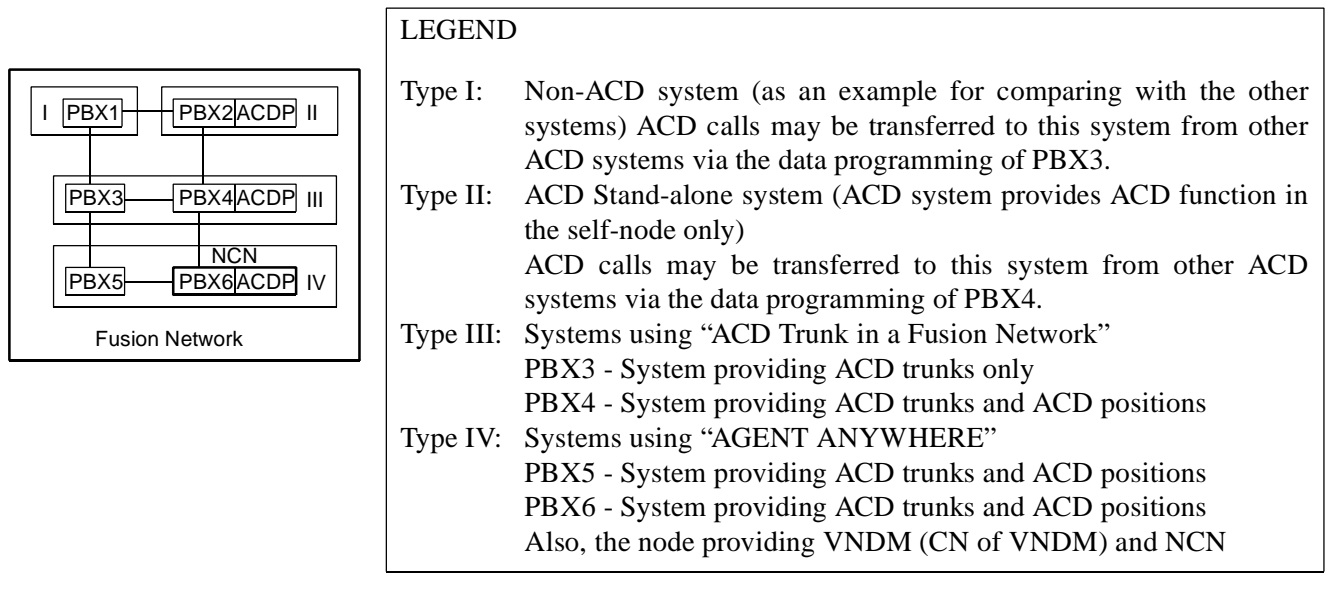 I PBX1 PBX2 ACDP II
PBX3 PBX4 ACDP III
NCN
PBX5 PBX6 ACDP IV
Fusion Network
LEGEND
Type I: Non-ACD system (as an example for comparing with the other
systems) ACD calls may be transferred to this system from other
ACD systems via the data programming of PBX3.
Type II: ACD Stand-alone system (ACD system provides ACD function in
the self-node only)
ACD calls may be transferred to this system from other ACD
systems via the data programming of PBX4.
Type III: Systems using “ACD Trunk in a Fusion Network”
PBX3 - System providing ACD trunks only
PBX4 - System providing ACD trunks and ACD positions
Type IV: Systems using “AGENT ANYWHERE”
PBX5 - System providing ACD trunks and ACD positions
PBX6 - System providing ACD trunks and ACD positions
Also, the node providing VNDM (CN of VNDM) and NCN